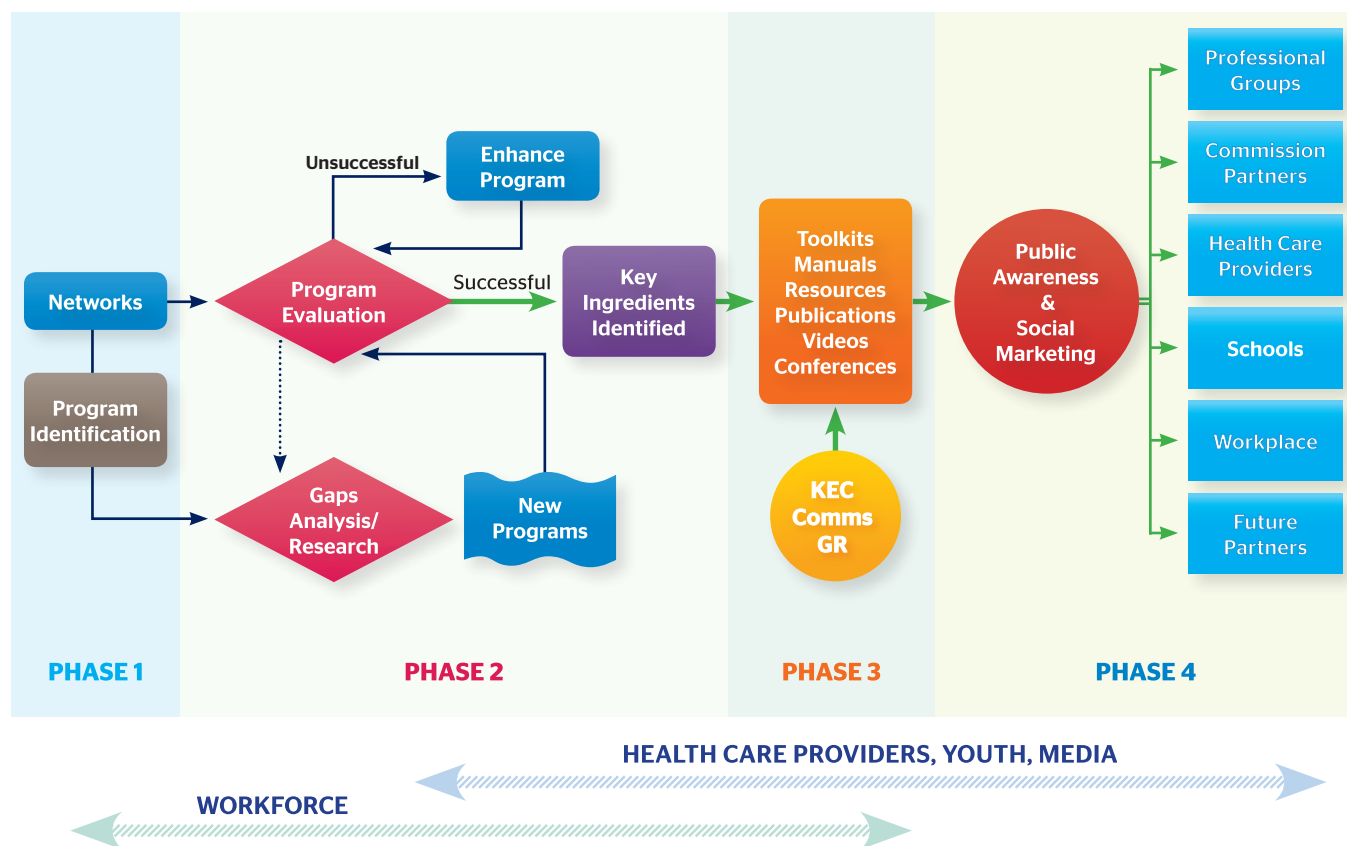 Networks
Program
Identification
Unsuccessful
Enhance
Program
Program
Evaluation
Successful
Key
Ingredients
Identified
Gaps
Analysis/
Research
New
Programs
Toolkits
Manuals
Resources
Publications
Videos
Conferences
KEC
Comms
GR
Public
Awareness
&
Social
Marketing
Professional
Groups
Commission
Partners
Health Care
Providers
Schools
Workplace
Future
Partners
PHASE 1
PHASE 2
PHASE 3
PHASE 4
HEALTH CARE PROVIDERS, YOUTH, MEDIA
WORKFORCE